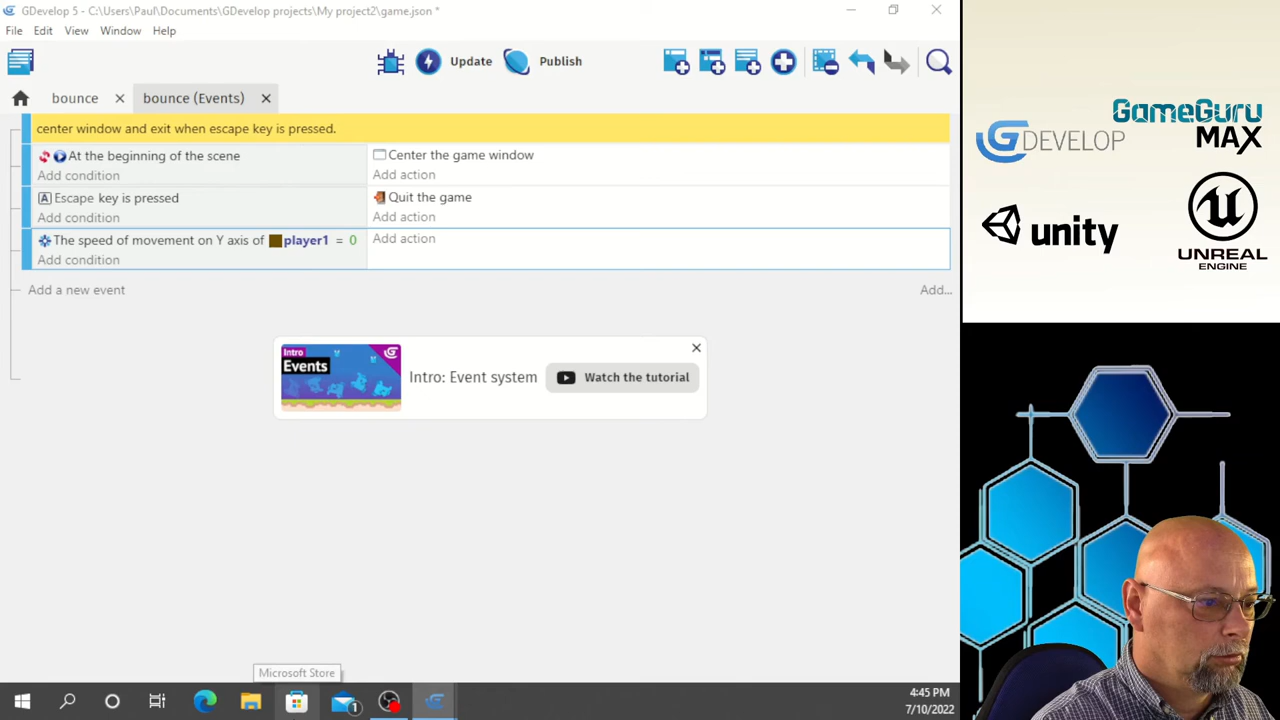 GDevelop 5 - C:\Users\Paul\Documents\GDevelop projects\My project2\game.json *
File Edit View Window Help
Update Publish
bounce bounce (Events)
center window and exit when escape key is pressed.
At the beginning of the scene Center the game window
Add condition Add action
Escape key is pressed Quit the game
Add condition Add action
The speed of movement on Y axis of player1 = 0 Add action
Add condition
Add a new event Add...
Intro
Events
Intro: Event system Watch the tutorial
Microsoft Store
1
4:45 PM
7/10/2022
GameGuru
MAX
GDEVELOP
unity
UNREAL
ENGINE